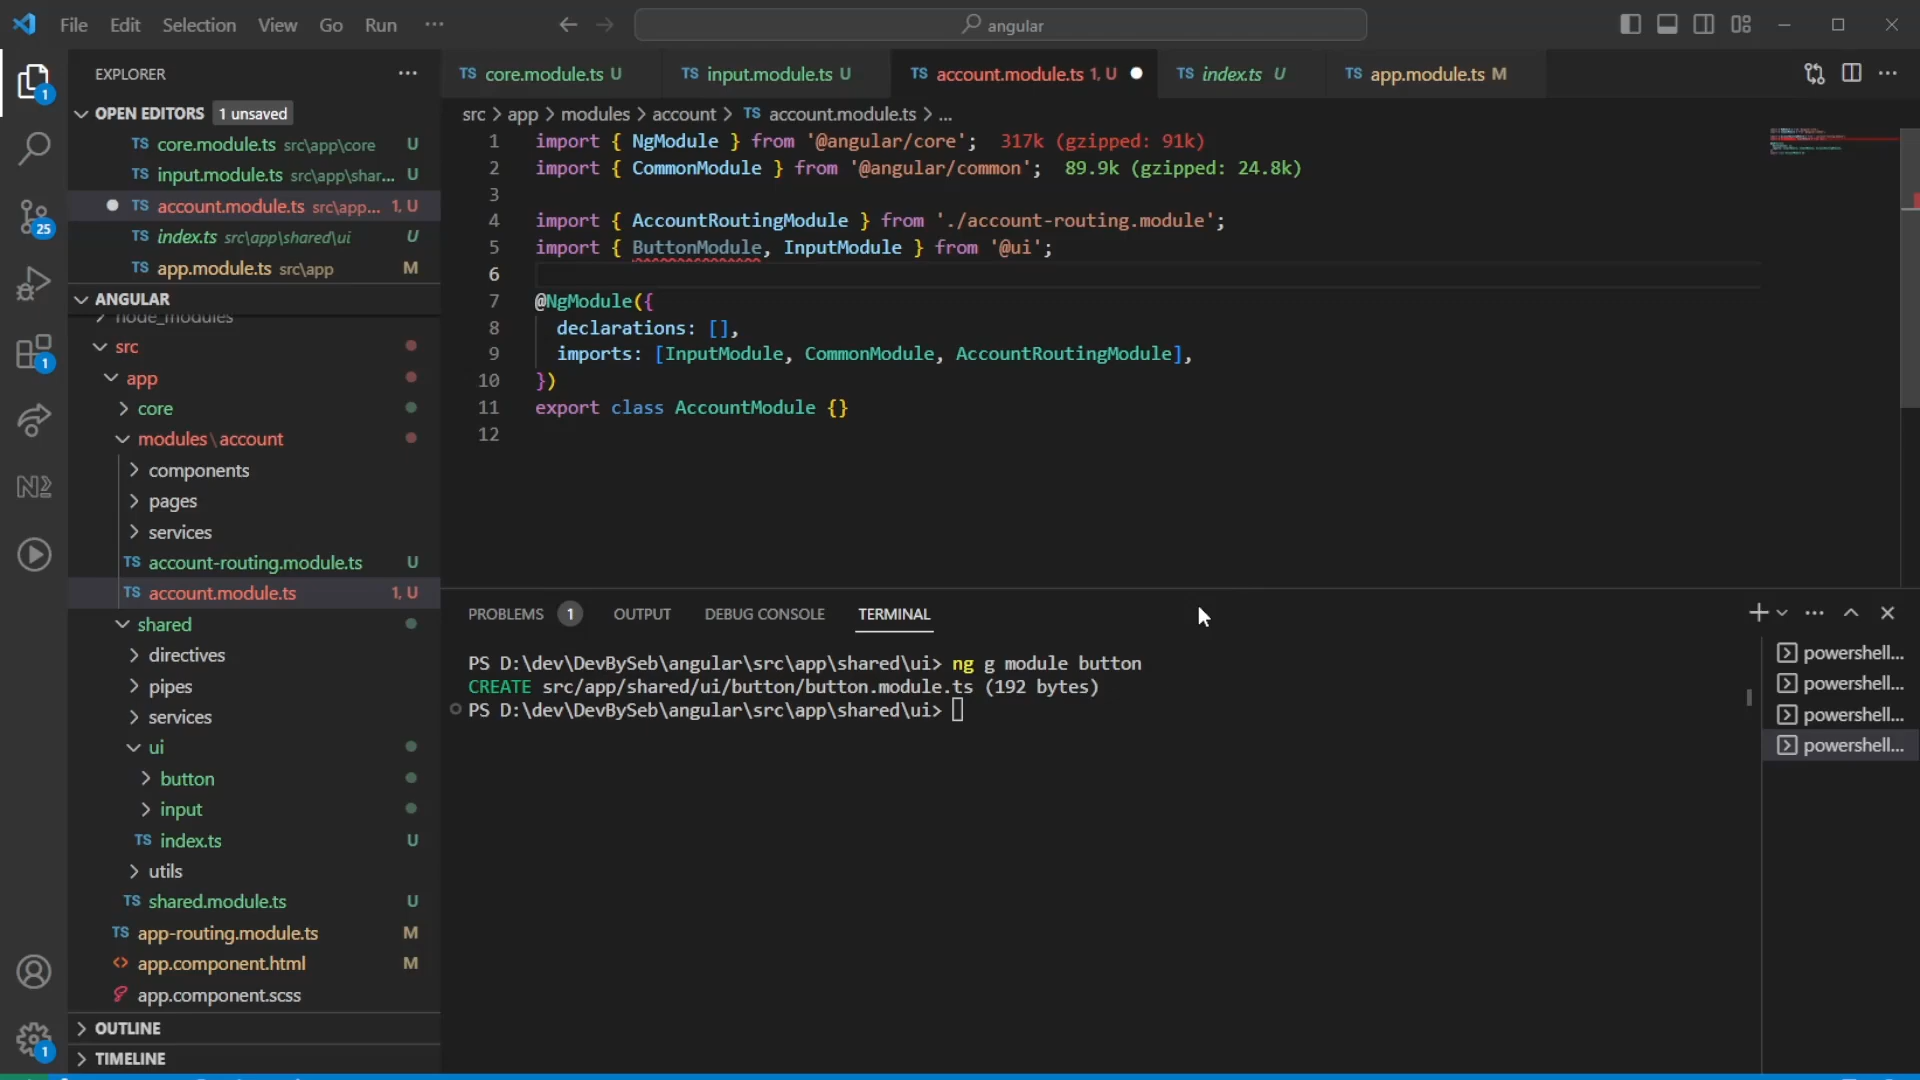 File Edit Selection View Go Run ... angular
EXPLORER ...
OPEN EDITORS 1 unsaved
TS core.module.ts src\app\core U
TS input.module.ts src\app\shar... U
TS account.module.ts src\app... 1, U
TS index.ts src\app\shared\ui U
TS app.module.ts src\app M
ANGULAR
node_modules
src
app
core
modules\account
components
pages
services
TS account-routing.module.ts U
TS account.module.ts 1, U
shared
directives
pipes
services
ui
button
input
TS index.ts U
utils
TS shared.module.ts U
TS app-routing.module.ts M
<> app.component.html M
app.component.scss
OUTLINE
TIMELINE
1
25
1
N
1
TS core.module.ts U TS input.module.ts U TS account.module.ts 1, U TS index.ts U TS app.module.ts M
src > app > modules > account > TS account.module.ts > ...
1 import { NgModule } from '@angular/core'; 317k (gzipped: 91k)
2 import { CommonModule } from '@angular/common'; 89.9k (gzipped: 24.8k)
3
4 import { AccountRoutingModule } from './account-routing.module';
5 import { ButtonModule, InputModule } from '@ui';
6
7 @NgModule({
8 declarations: [],
9 imports: [InputModule, CommonModule, AccountRoutingModule],
10 })
11 export class AccountModule {}
12
PROBLEMS 1 OUTPUT DEBUG CONSOLE TERMINAL
PS D:\dev\DevBySeb\angular\src\app\shared\ui> ng g module button
CREATE src/app/shared/ui/button/button.module.ts (192 bytes)
PS D:\dev\DevBySeb\angular\src\app\shared\ui>
powershell...
powershell...
powershell...
powershell...